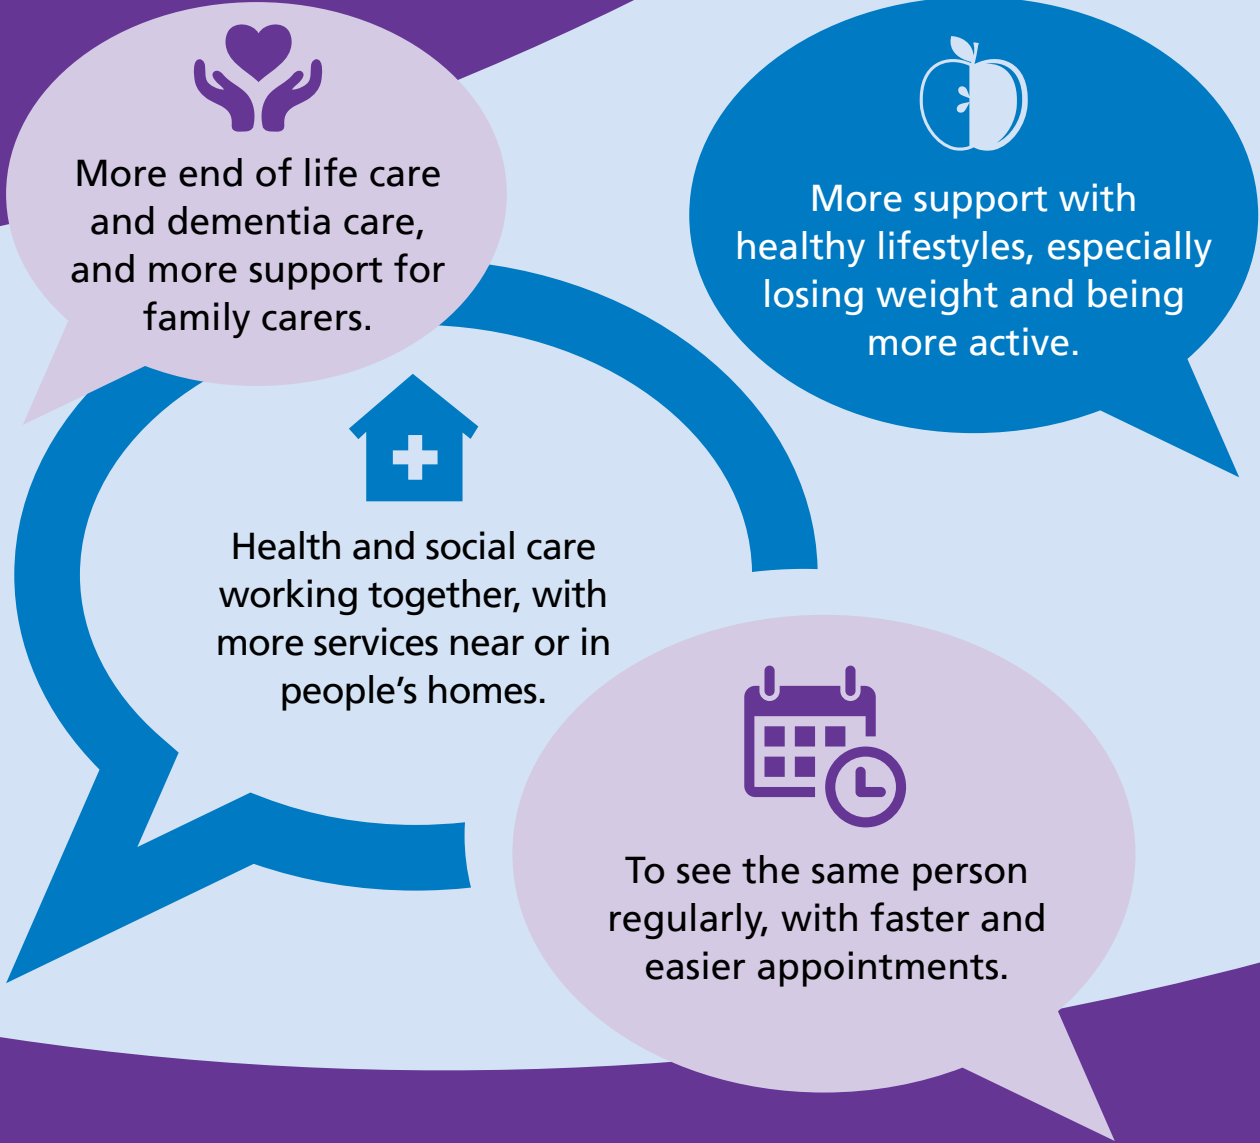 More end of life care
and dementia care,
and more support for
family carers.
More support with
healthy lifestyles, especially
losing weight and being
more active.
Health and social care
working together, with
more services near or in
people’s homes.
To see the same person
regularly, with faster and
easier appointments.